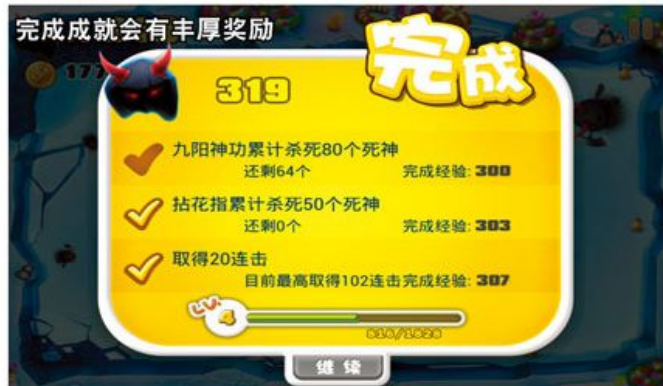 完成成就会有丰厚奖励
177
319
完成
九阳神功累计杀死80个死神
还剩64个 完成经验: 300
拈花指累计杀死50个死神
还剩0个 完成经验: 303
取得20连击
目前最高取得102连击完成经验: 307
LV. 4
816/1828
继续